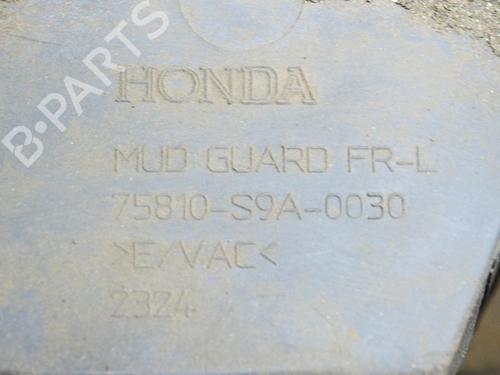 B-PARTS
HONDA
MUD GUARD FR-L
75810-S9A-0030
>E/VAC<
2324